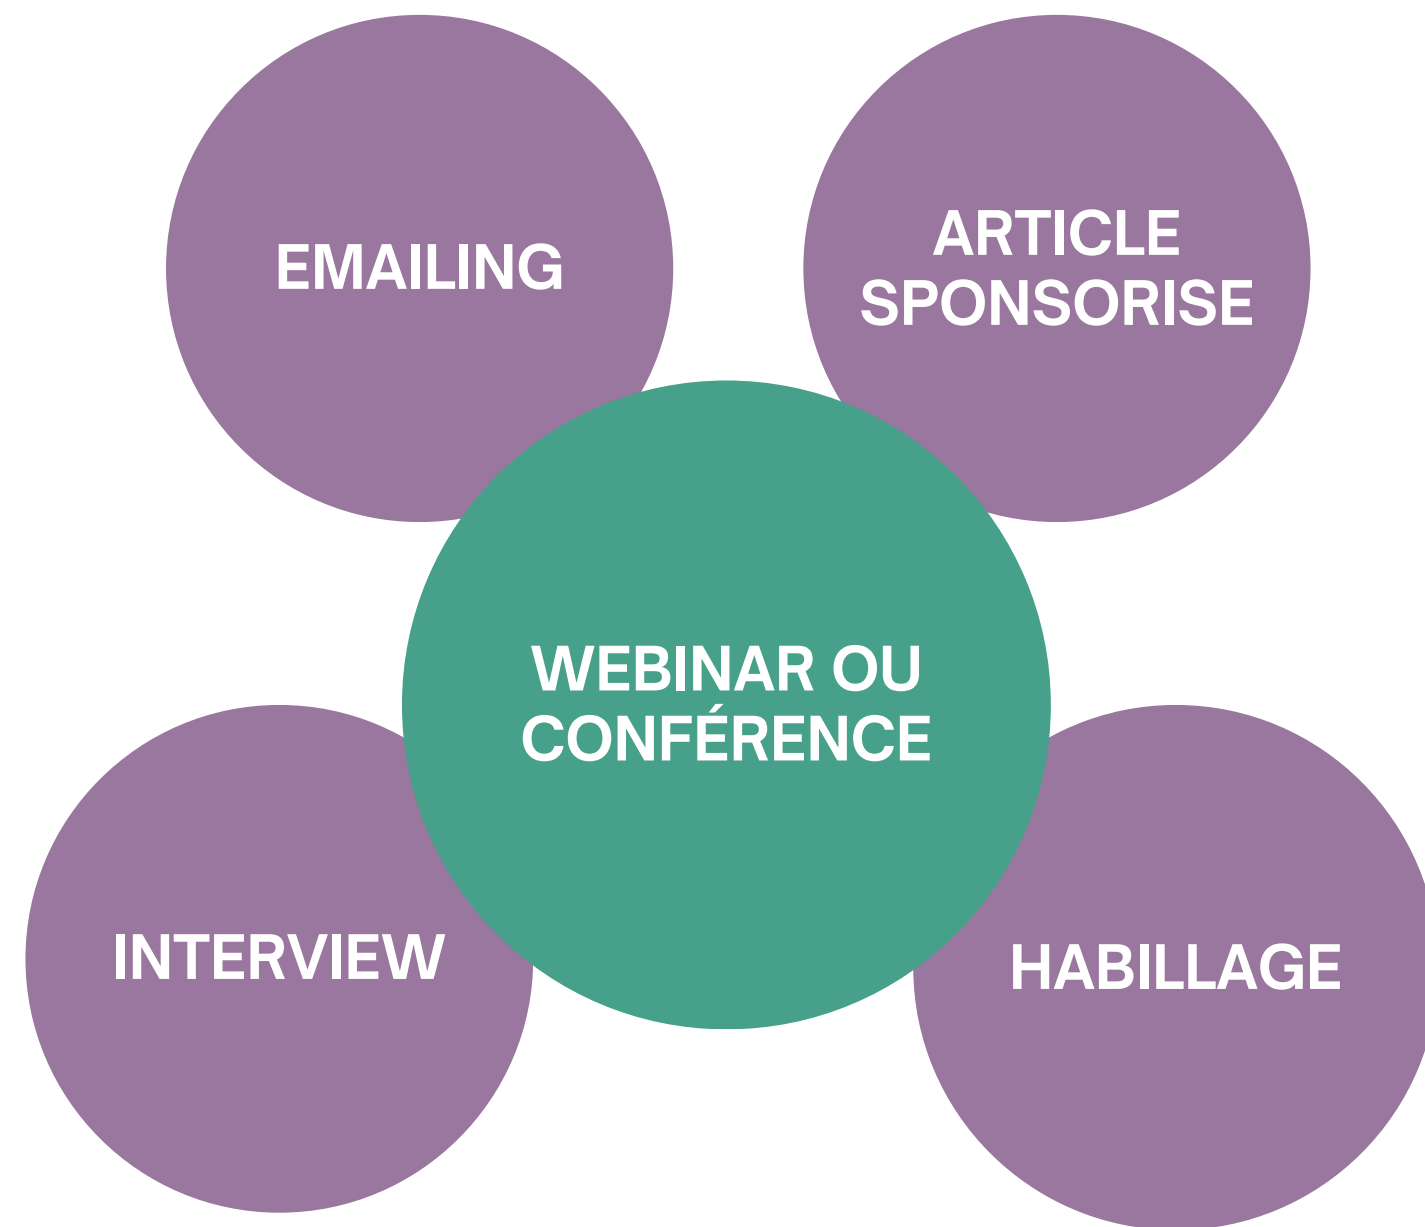 EMAILING
ARTICLE
SPONSORISE
WEBINAR OU
CONFÉRENCE
INTERVIEW
HABILLAGE